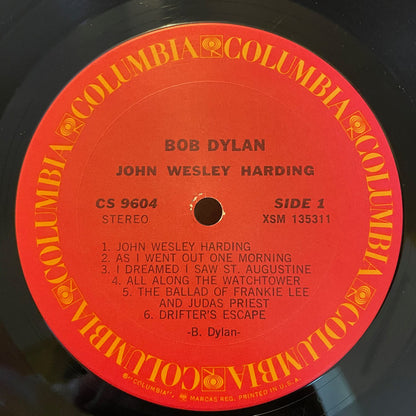 COLUMBIA COLUMBIA COLUMBIA COLUMBIA COLUMBIA COLUMBIA
BOB DYLAN
JOHN WESLEY HARDING
CS 9604 SIDE 1
STEREO XSM 135311
1. JOHN WESLEY HARDING
2. AS I WENT OUT ONE MORNING
3. I DREAMED I SAW ST. AUGUSTINE
4. ALL ALONG THE WATCHTOWER
5. THE BALLAD OF FRANKIE LEE
AND JUDAS PRIEST
6. DRIFTER'S ESCAPE
-B. Dylan-
® "COLUMBIA", MARCAS REG. PRINTED IN U.S.A.